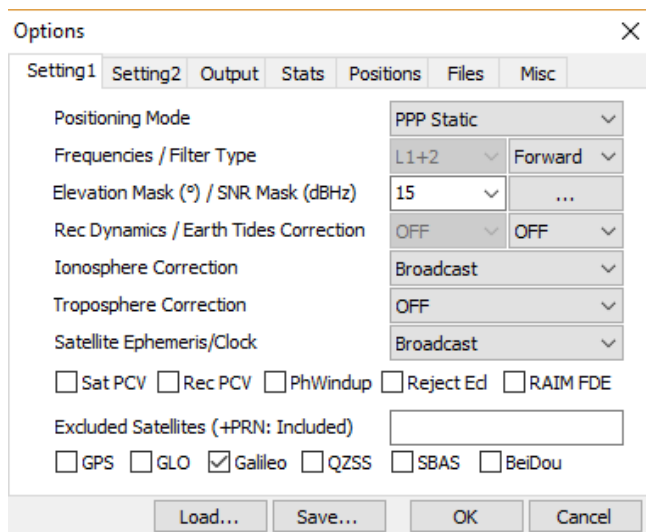 Options
Setting1 Setting2 Output Stats Positions Files Misc
Positioning Mode PPP Static
Frequencies / Filter Type L1+2 Forward
Elevation Mask (°) / SNR Mask (dBHz) 15 ...
Rec Dynamics / Earth Tides Correction OFF OFF
Ionosphere Correction Broadcast
Troposphere Correction OFF
Satellite Ephemeris/Clock Broadcast
Sat PCV Rec PCV PhWindup Reject Ecl RAIM FDE
Excluded Satellites (+PRN: Included)
GPS GLO Galileo QZSS SBAS BeiDou
Load... Save... OK Cancel